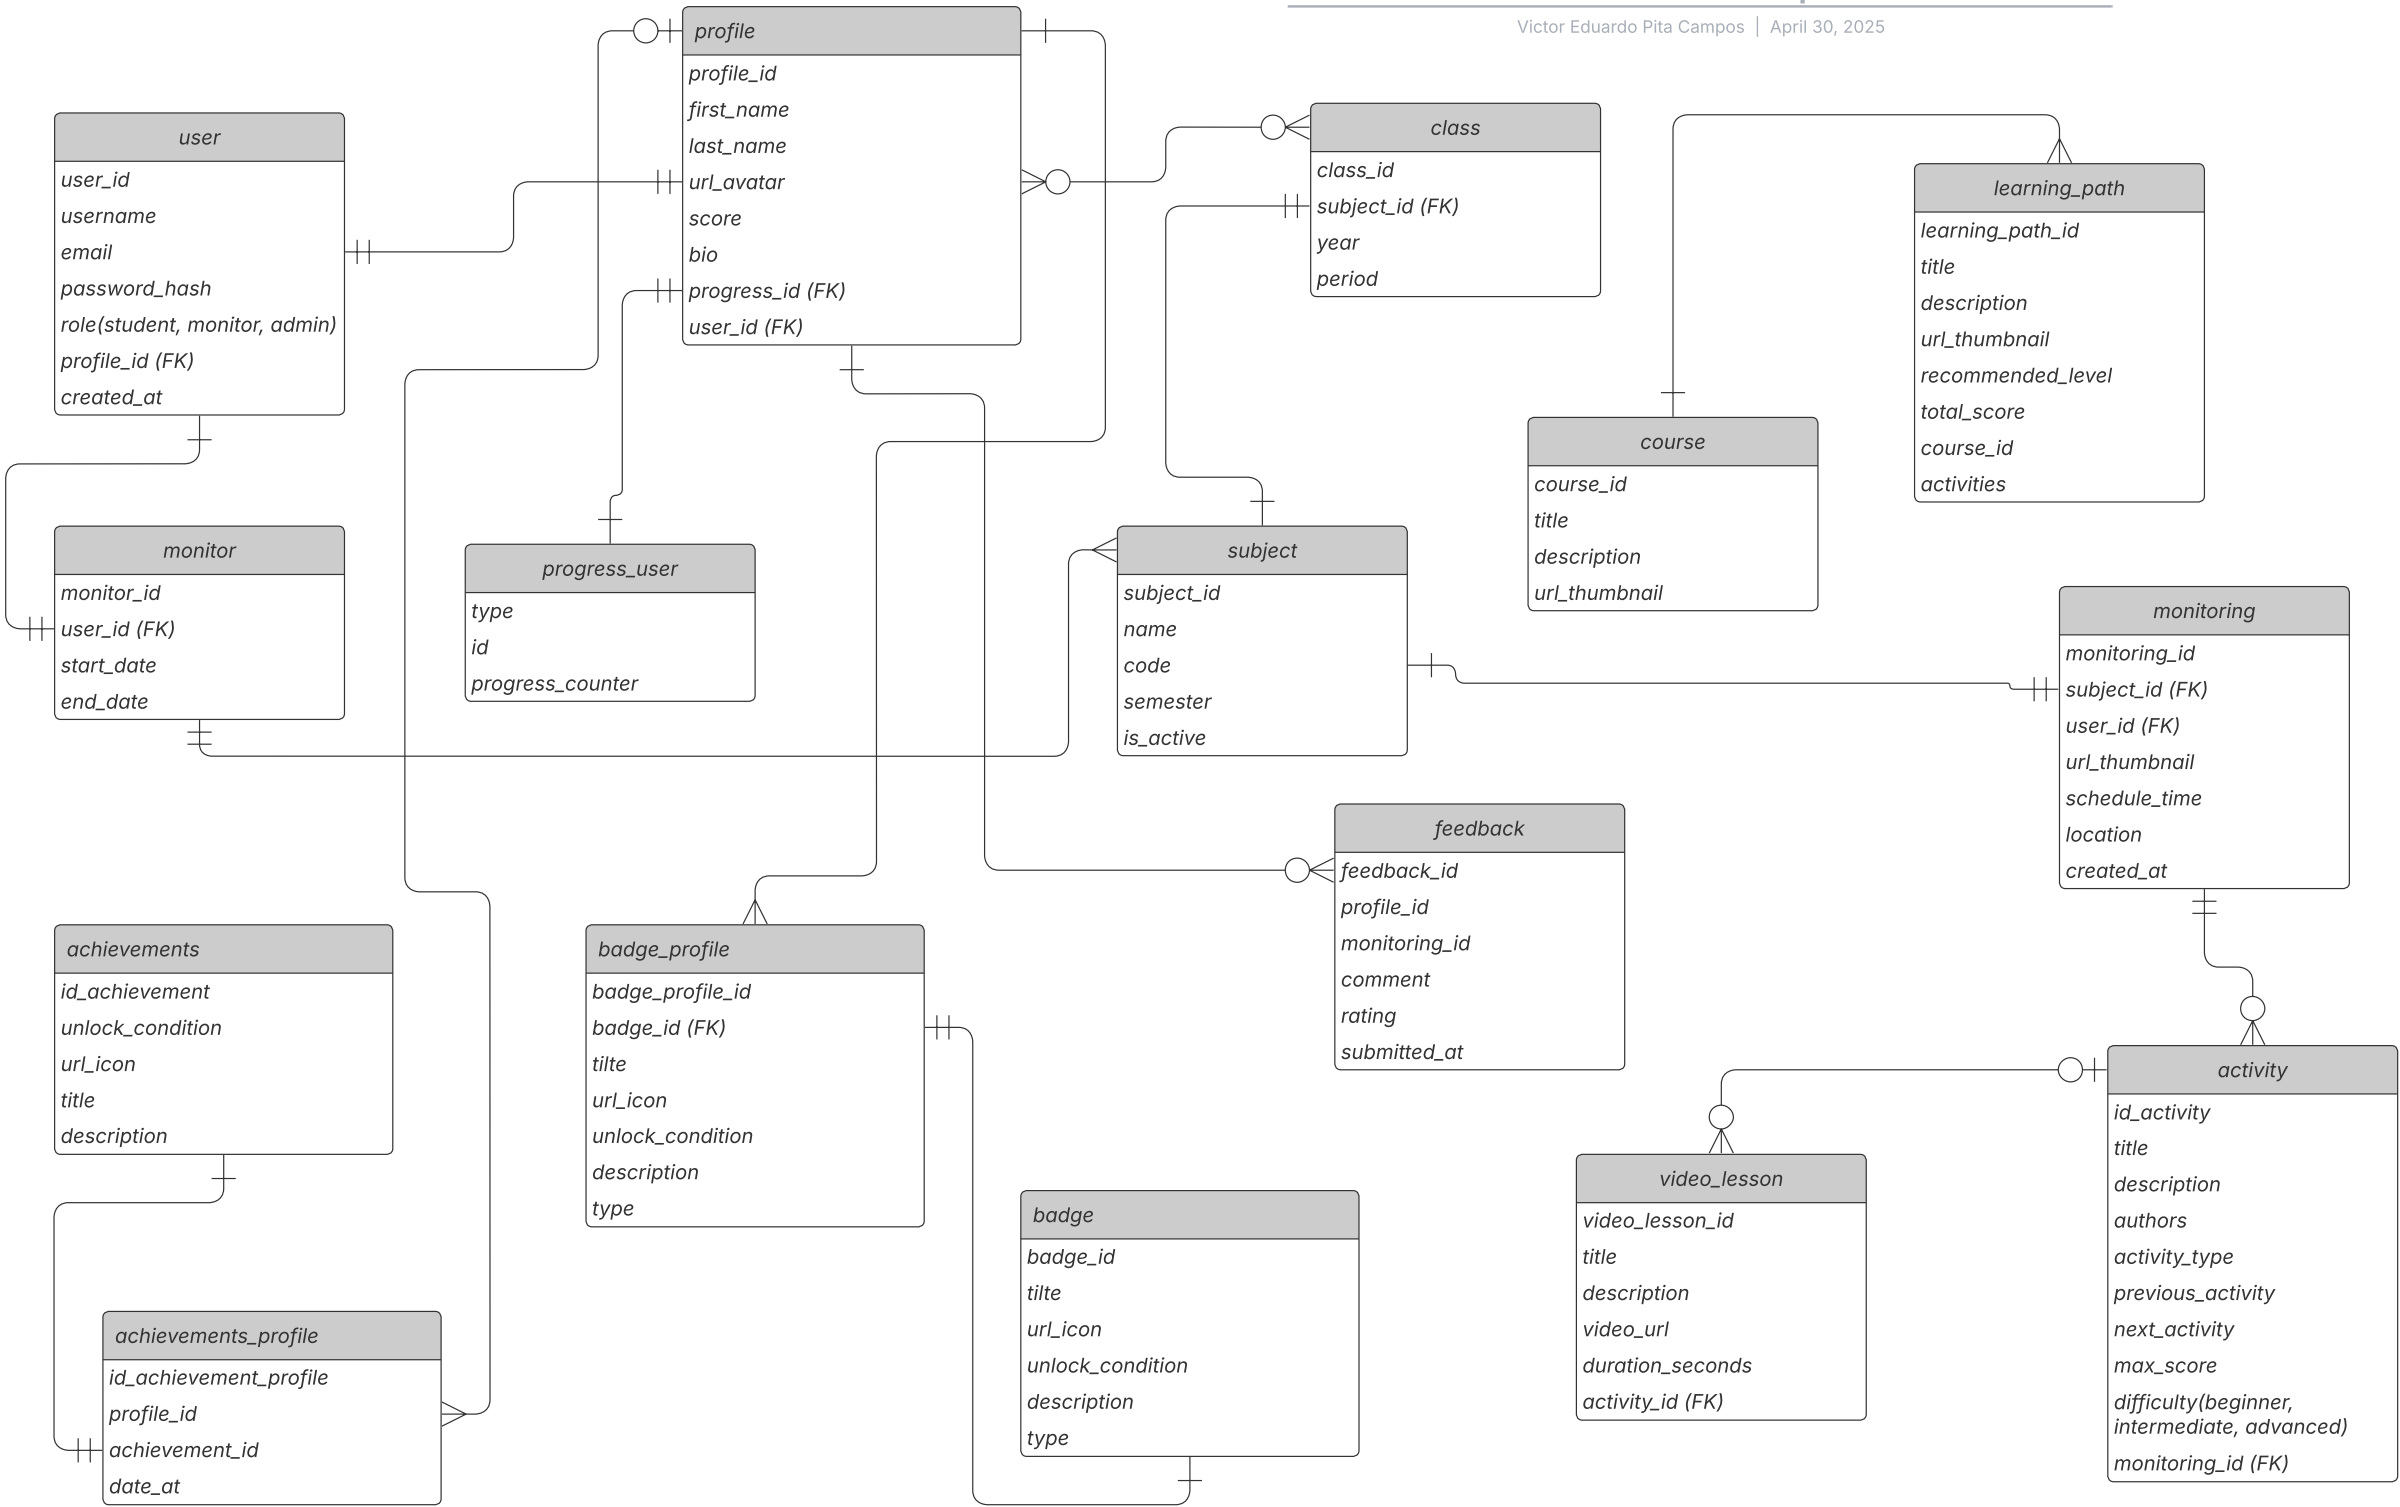 Victor Eduardo Pita Campos | April 30, 2025
profile
profile_id
first_name
last_name
url_avatar
score
bio
progress_id (FK)
user_id (FK)
user
user_id
username
email
password_hash
role(student, monitor, admin)
profile_id (FK)
created_at
class
class_id
subject_id (FK)
year
period
learning_path
learning_path_id
title
description
url_thumbnail
recommended_level
total_score
course_id
activities
course
course_id
title
description
url_thumbnail
monitor
monitor_id
user_id (FK)
start_date
end_date
progress_user
type
id
progress_counter
subject
subject_id
name
code
semester
is_active
monitoring
monitoring_id
subject_id (FK)
user_id (FK)
url_thumbnail
schedule_time
location
created_at
feedback
feedback_id
profile_id
monitoring_id
comment
rating
submitted_at
achievements
id_achievement
unlock_condition
url_icon
title
description
badge_profile
badge_profile_id
badge_id (FK)
tilte
url_icon
unlock_condition
description
type
activity
id_activity
title
description
authors
activity_type
previous_activity
next_activity
max_score
difficulty(beginner,
intermediate, advanced)
monitoring_id (FK)
video_lesson
video_lesson_id
title
description
video_url
duration_seconds
activity_id (FK)
badge
badge_id
tilte
url_icon
unlock_condition
description
type
achievements_profile
id_achievement_profile
profile_id
achievement_id
date_at